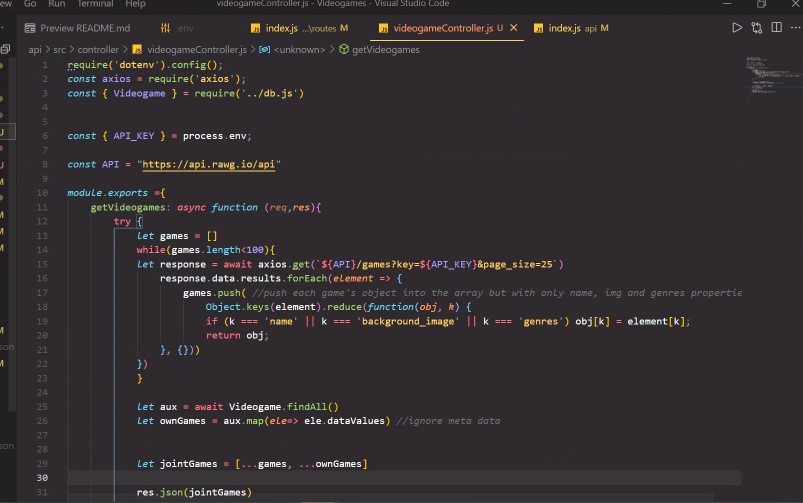 ew Go Run Terminal Help videogameController.js - Videogames - Visual Studio Code
Preview README.md .env index.js ...\routes M videogameController.js U index.js api M
api > src > controller > videogameController.js > <unknown> > getVideogames
1 require('dotenv').config();
2 const axios = require('axios');
3 const { Videogame } = require('../db.js')
4
5
6 const { API_KEY } = process.env;
7
8 const API = "https://api.rawg.io/api"
9
10 module.exports ={
11 getVideogames: async function (req,res){
12 try {
13 let games = []
14 while(games.length<100){
15 let response = await axios.get(`${API}/games?key=${API_KEY}&page_size=25`)
16 response.data.results.forEach(element => {
17 games.push( //push each game's object into the array but with only name, img and genres propertie
18 Object.keys(element).reduce(function(obj, k) {
19 if (k === 'name' || k === 'background_image' || k === 'genres') obj[k] = element[k];
20 return obj;
21 }, {}))
22 })
23 }
24
25 let aux = await Videogame.findAll()
26 let ownGames = aux.map(ele=> ele.dataValues) //ignore meta data
27
28
29 let jointGames = [...games, ...ownGames]
30
31 res.json(jointGames)